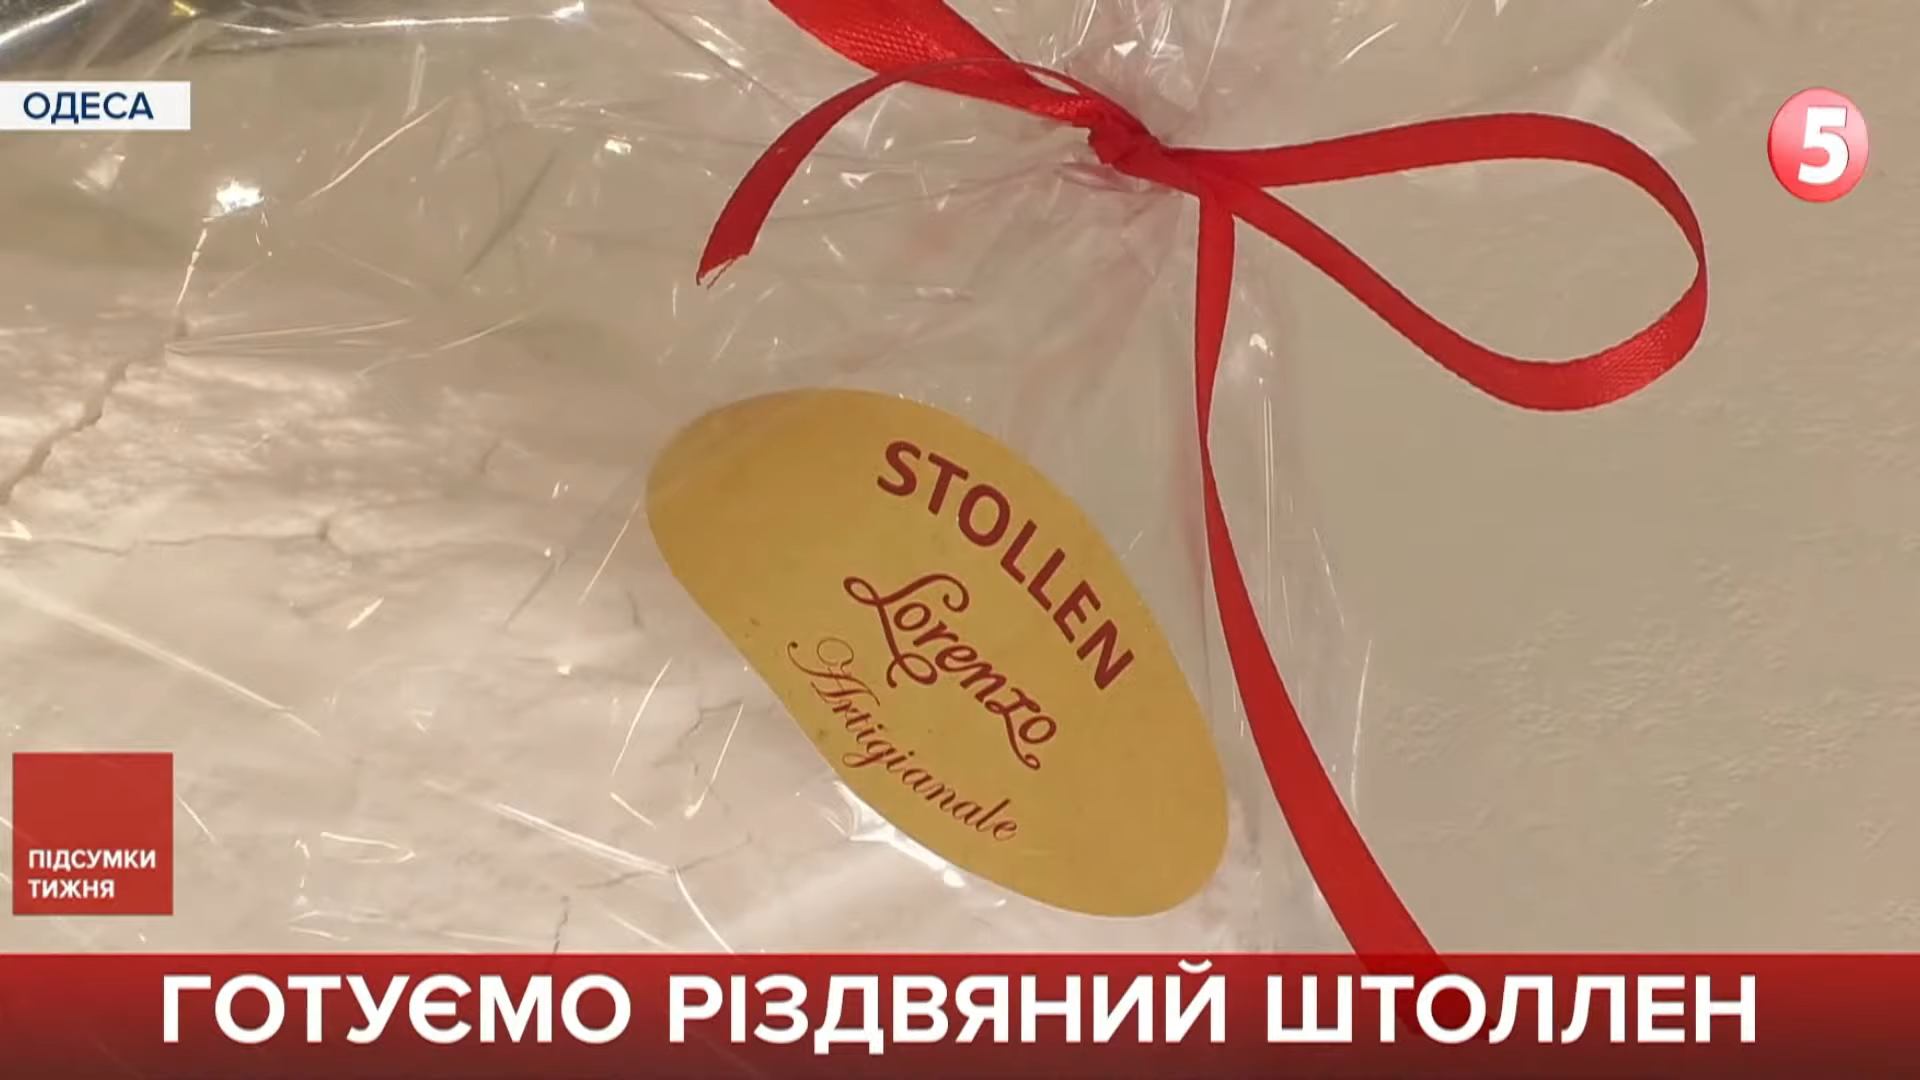 ОДЕСА
5
STOLLEN
Lorenzo
Artigianale
ПІДСУМКИ
ТИЖНЯ
ГОТУЄМО РІЗДВЯНИЙ ШТОЛЛЕН